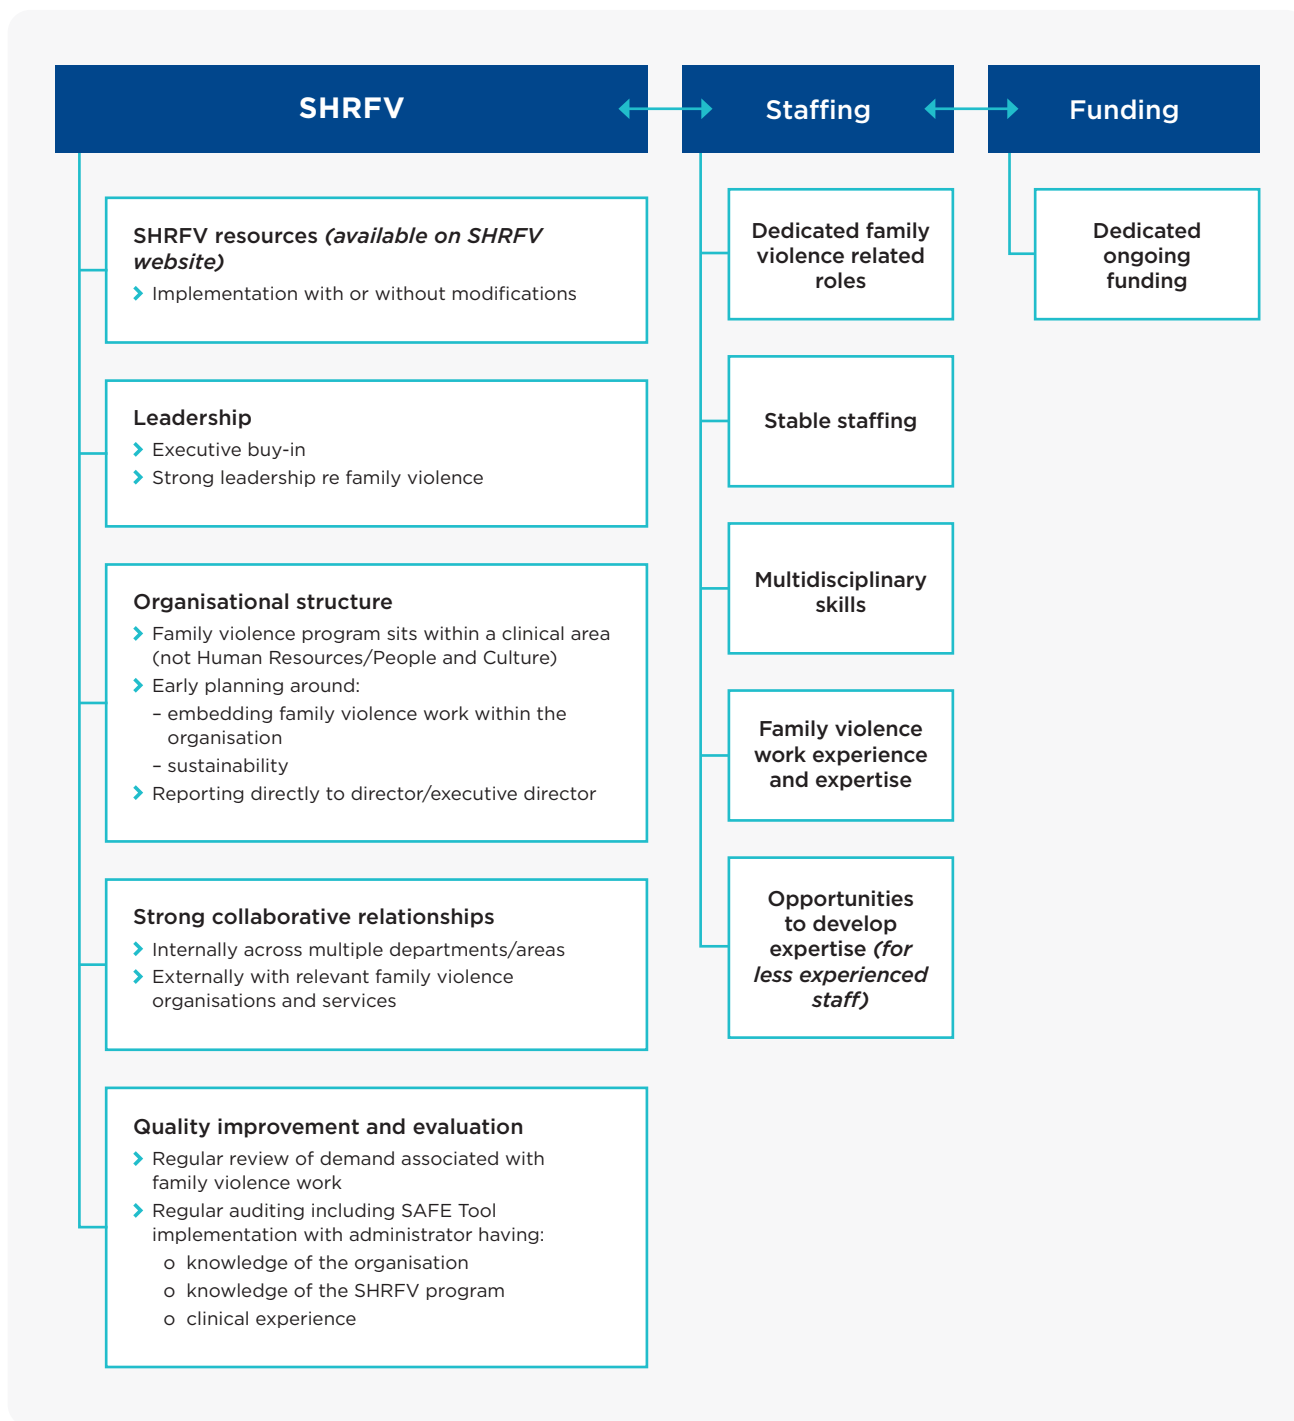 SHRFV
SHRFV resources (available on SHRFV
website)
Implementation with or without modifications
Leadership
Executive buy-in
Strong leadership re family violence
Organisational structure
Family violence program sits within a clinical area
(not Human Resources/People and Culture)
Early planning around:
– embedding family violence work within the
organisation
– sustainability
Reporting directly to director/executive director
Strong collaborative relationships
Internally across multiple departments/areas
Externally with relevant family violence
organisations and services
Quality improvement and evaluation
Regular review of demand associated with
family violence work
Regular auditing including SAFE Tool
implementation with administrator having:
o knowledge of the organisation
o knowledge of the SHRFV program
o clinical experience
Staffing
Dedicated family
violence related
roles
Stable staffing
Multidisciplinary
skills
Family violence
work experience
and expertise
Opportunities
to develop
expertise (for
less experienced
staff)
Funding
Dedicated
ongoing
funding